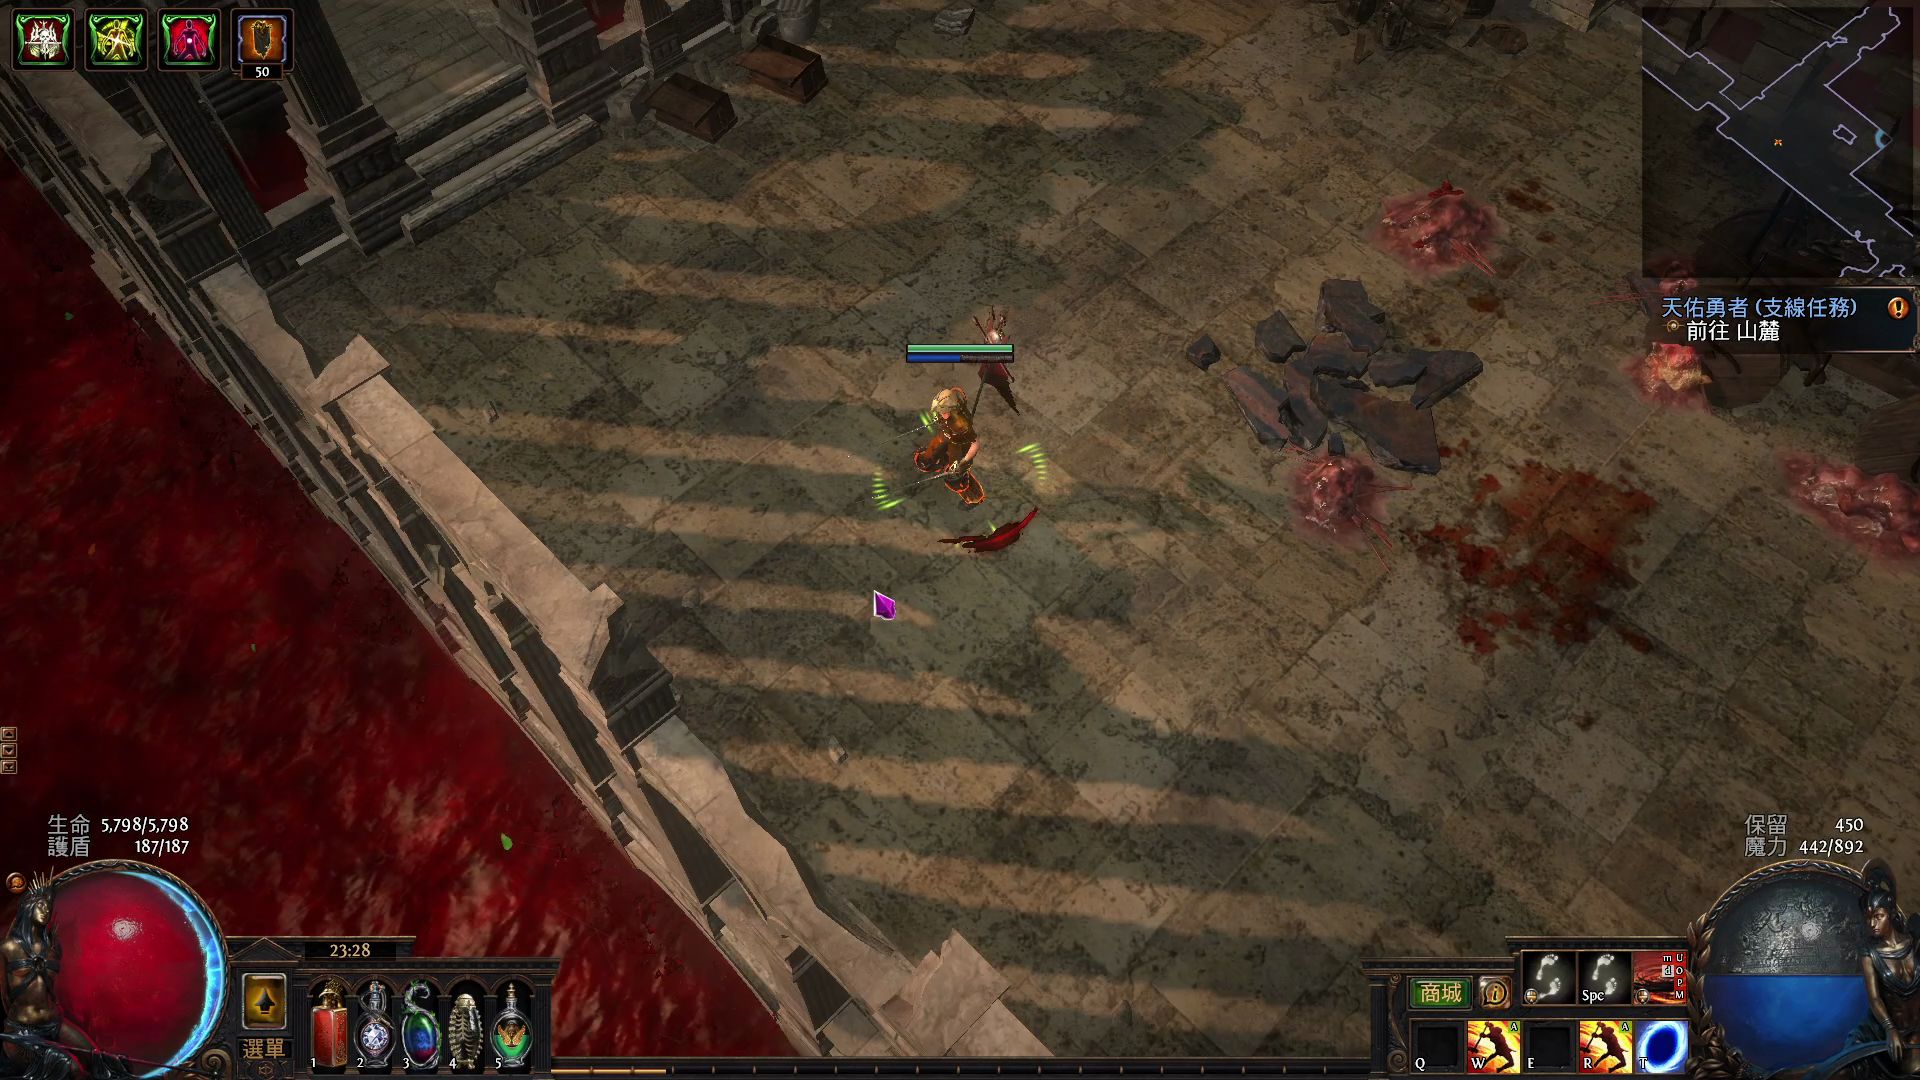 50
天佑勇者 (支線任務)
前往 山麓
生命 5,798/5,798
護盾 187/187
保留 450
魔力 442/892
23:28
選單
1 2 3 4 5
商城
Spc
m U
d O
P
M
Q W A E R A T